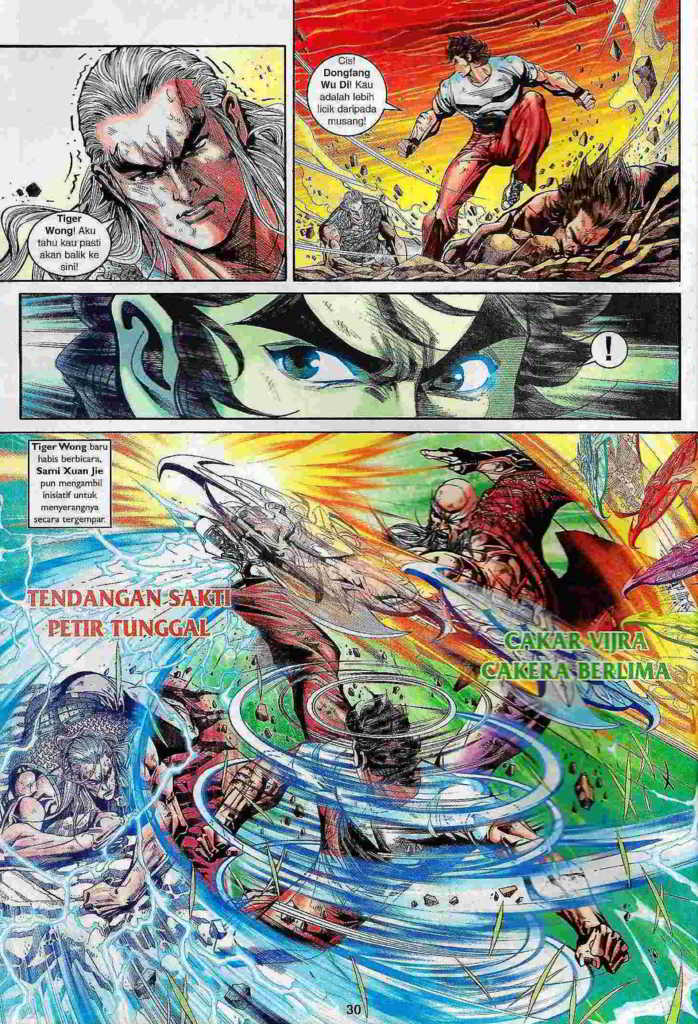 Tiger
Wong! Aku
tahu kau pasti
akan balik ke
sini!
Cis!
Dongfang
Wu Di! Kau
adalah lebih
licik daripada
musang!
!
Tiger Wong baru
habis berbicara,
Sami Xuan Jie
pun mengambil
inisiatif untuk
menyerangnya
secara tergempar.
TENDANGAN SAKTI
PETIR TUNGGAL
CAKAR VIJRA
CAKERA BERLIMA
30